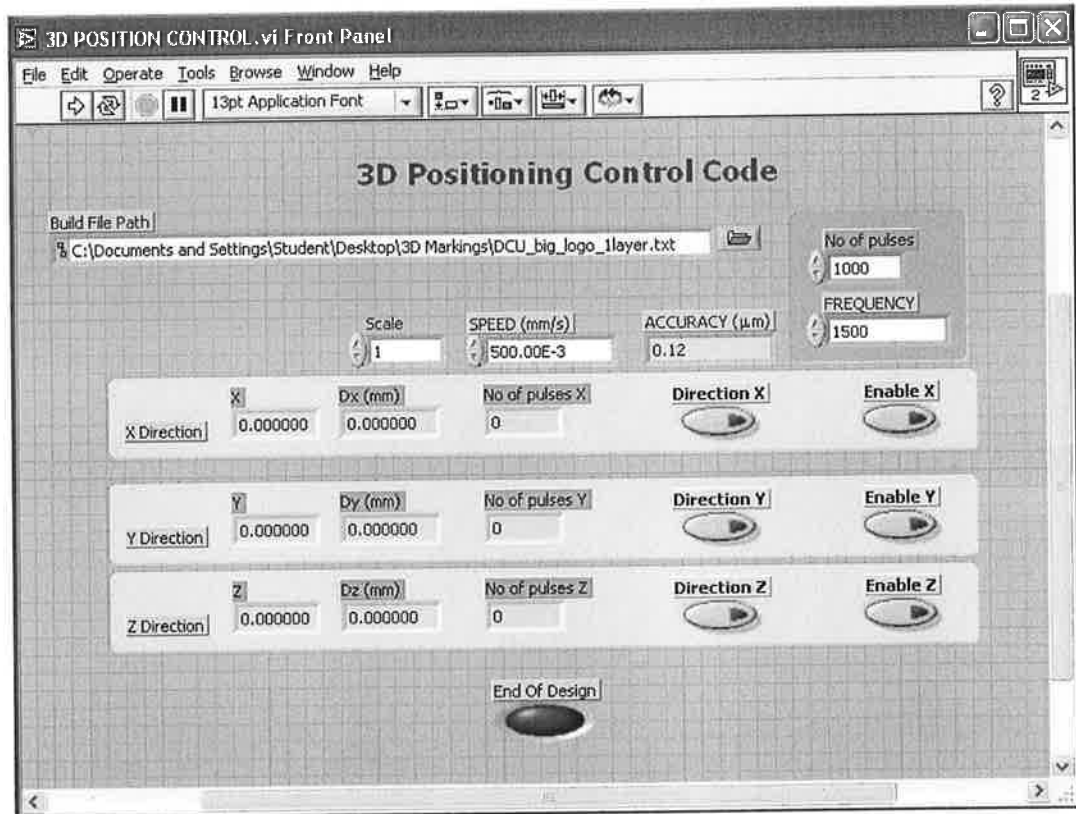 3D POSITION CONTROL.vi Front Panel
File Edit Operate Tools Browse Window Help
13pt Application Font
2
3D Positioning Control Code
Build File Path
C:\Documents and Settings\Student\Desktop\3D Markings\DCU_big_logo_1layer.txt
No of pulses
1000
FREQUENCY
1500
Scale SPEED (mm/s) ACCURACY (μm)
1 500.00E-3 0.12
X Dx (mm) No of pulses X Direction X Enable X
X Direction 0.000000 0.000000 0
Y Dy (mm) No of pulses Y Direction Y Enable Y
Y Direction 0.000000 0.000000 0
Z Dz (mm) No of pulses Z Direction Z Enable Z
Z Direction 0.000000 0.000000 0
End Of Design